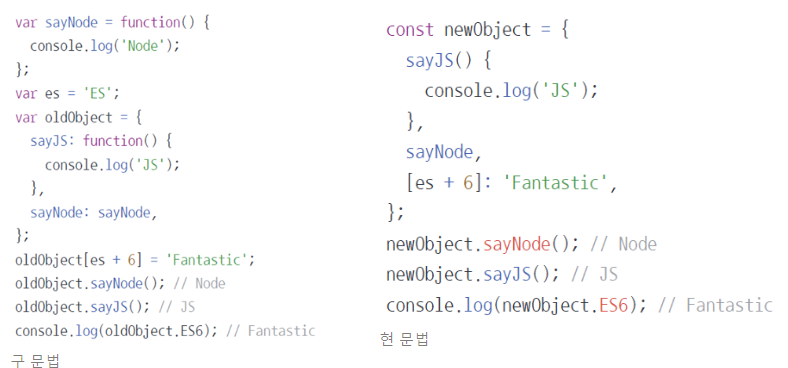 var sayNode = function() {
  console.log('Node');
};
var es = 'ES';
var oldObject = {
  sayJS: function() {
    console.log('JS');
  },
  sayNode: sayNode,
};
oldObject[es + 6] = 'Fantastic';
oldObject.sayNode(); // Node
oldObject.sayJS(); // JS
console.log(oldObject.ES6); // Fantastic
구 문법
const newObject = {
  sayJS() {
    console.log('JS');
  },
  sayNode,
  [es + 6]: 'Fantastic',
};
newObject.sayNode(); // Node
newObject.sayJS(); // JS
console.log(newObject.ES6); // Fantastic
현 문법